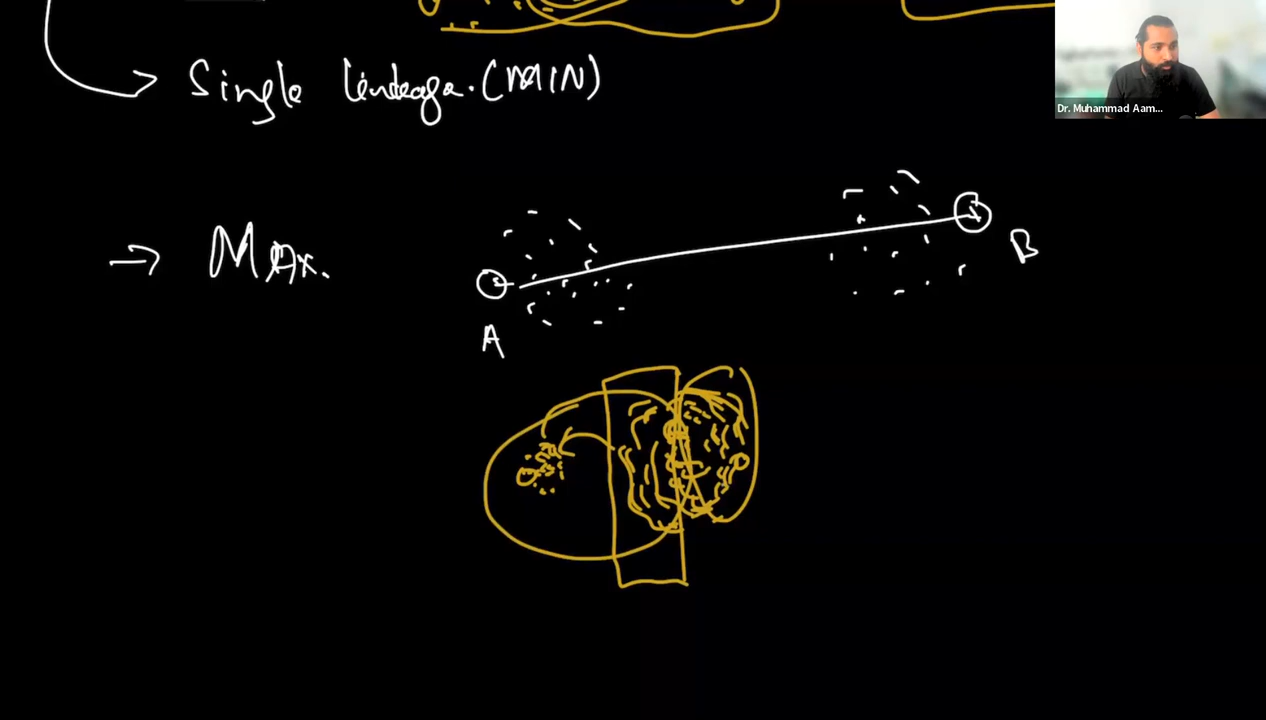 Single Linkage. (MIN)
Dr. Muhammad Aam...
→ Max.
B
A